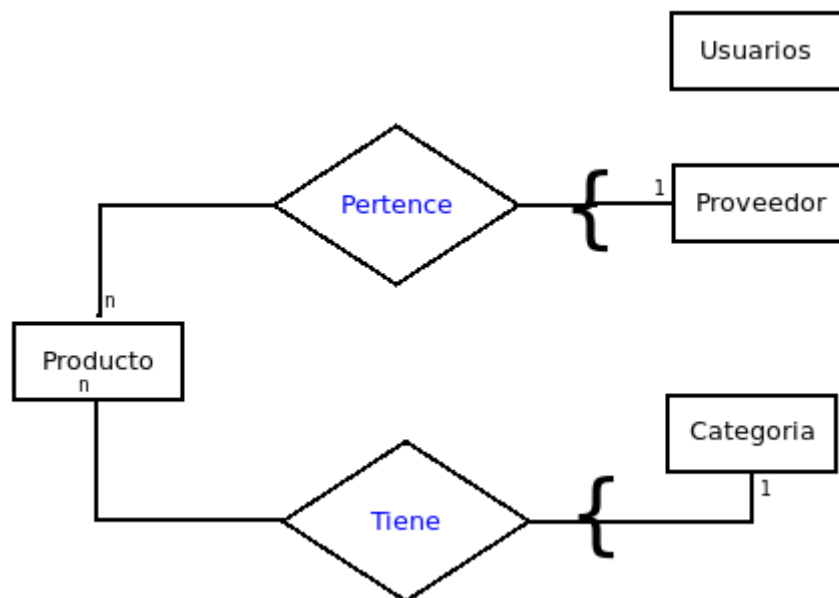 Usuarios
Pertence
{
1
Proveedor
n
Producto
n
Categoria
1
Tiene
{